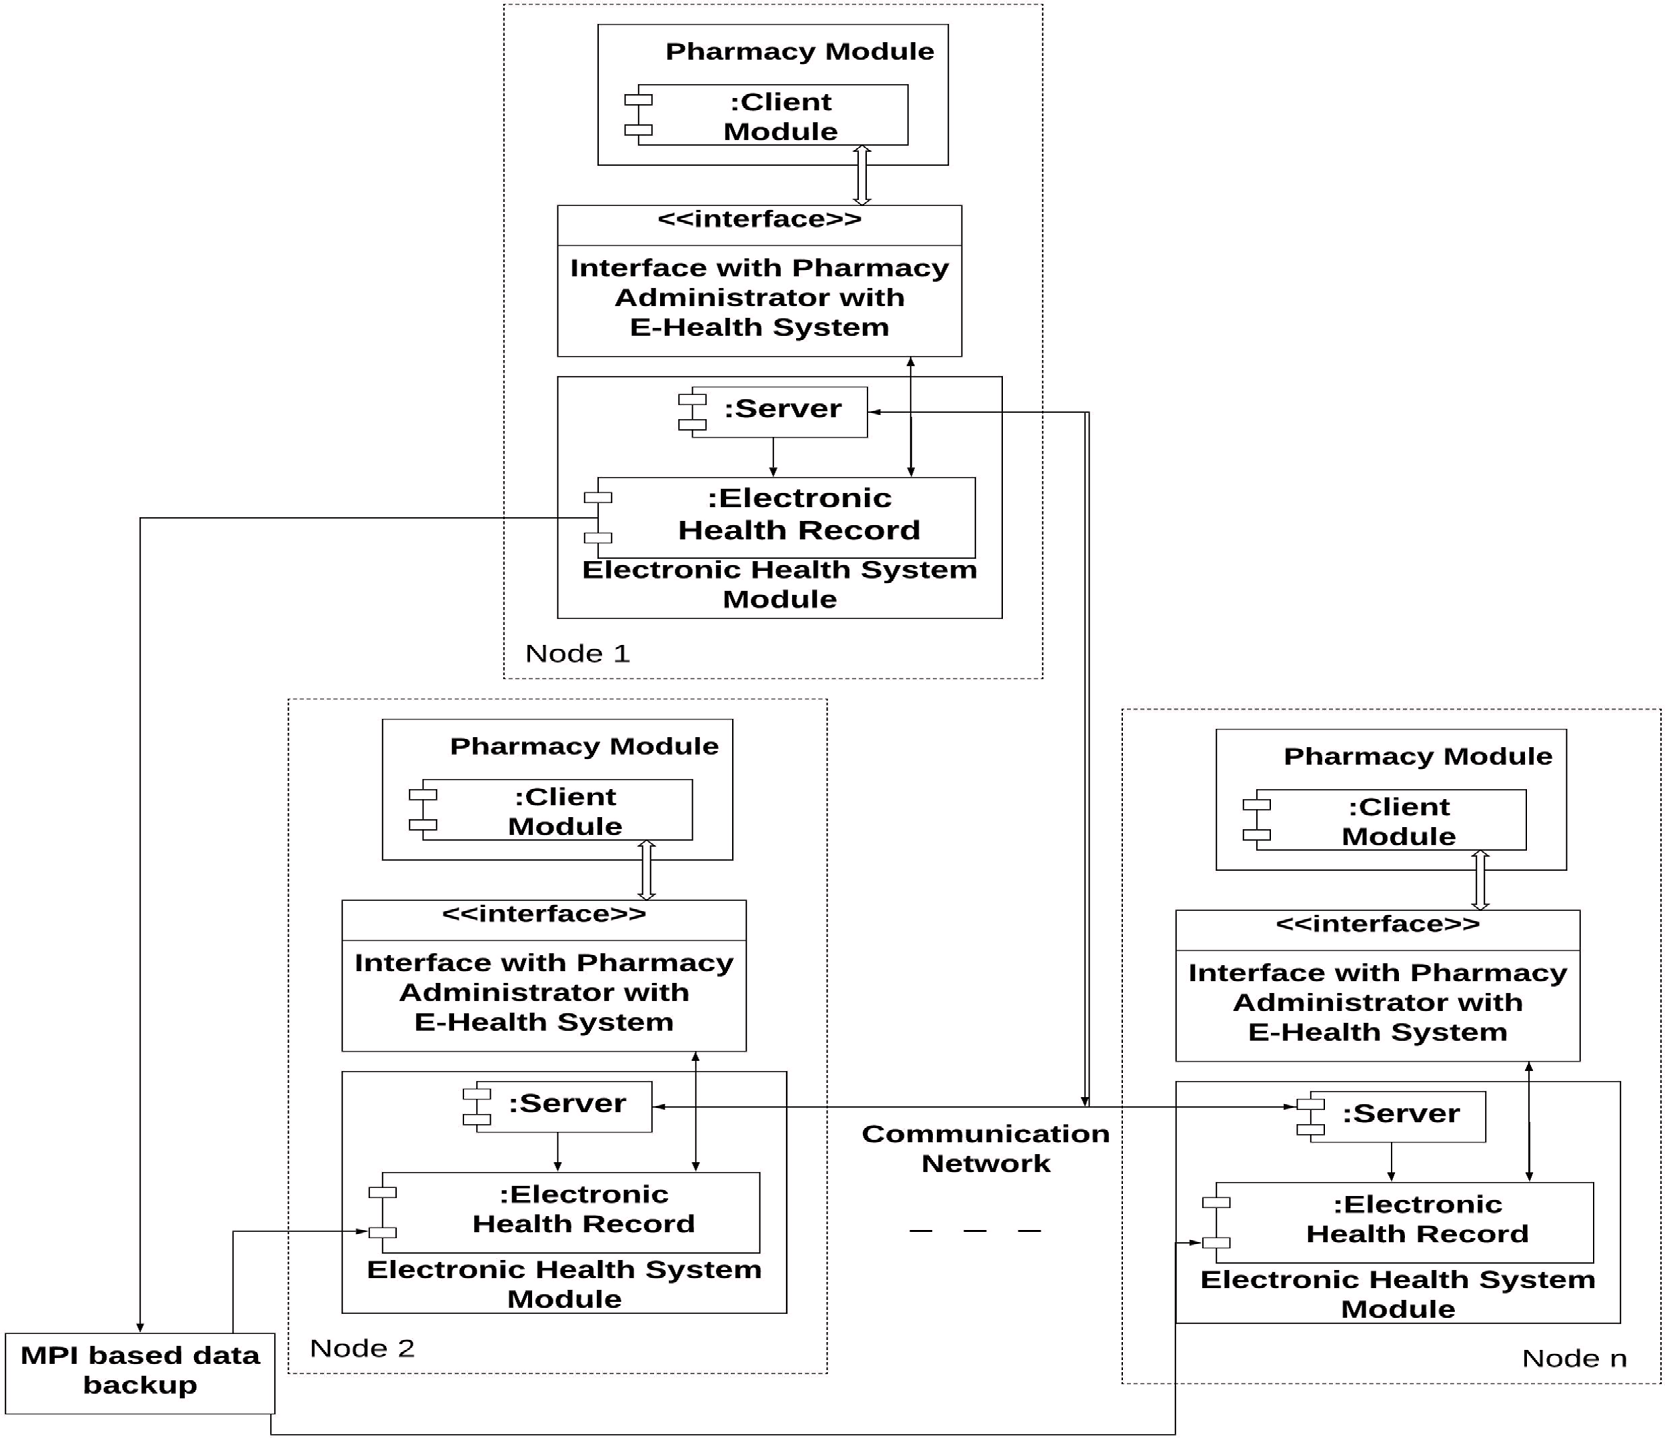 Pharmacy Module
:Client
Module
<<interface>>
Interface with Pharmacy
Administrator with
E-Health System
:Server
:Electronic
Health Record
Electronic Health System
Module
Node 1
Pharmacy Module
:Client
Module
<<interface>>
Interface with Pharmacy
Administrator with
E-Health System
:Server
:Electronic
Health Record
Electronic Health System
Module
Node 2
Communication
Network
Pharmacy Module
:Client
Module
<<interface>>
Interface with Pharmacy
Administrator with
E-Health System
:Server
:Electronic
Health Record
Electronic Health System
Module
Node n
MPI based data
backup